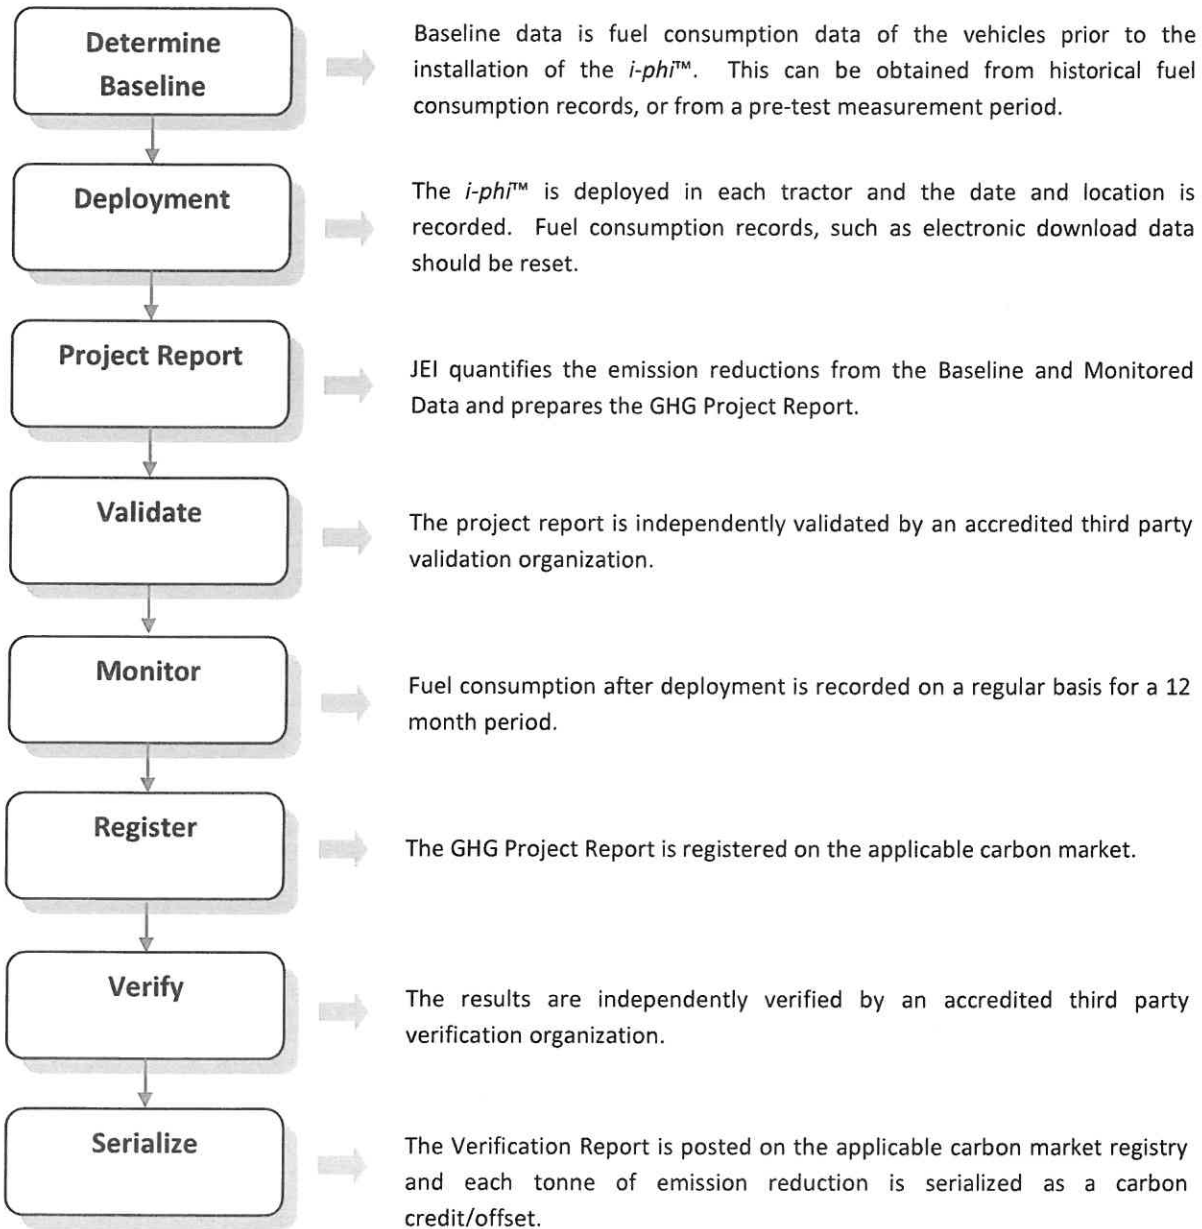 Determine
Baseline
Baseline data is fuel consumption data of the vehicles prior to the
installation of the i-phi™. This can be obtained from historical fuel
consumption records, or from a pre-test measurement period.
Deployment
The i-phi™ is deployed in each tractor and the date and location is
recorded. Fuel consumption records, such as electronic download data
should be reset.
Project Report
JEI quantifies the emission reductions from the Baseline and Monitored
Data and prepares the GHG Project Report.
Validate
The project report is independently validated by an accredited third party
validation organization.
Monitor
Fuel consumption after deployment is recorded on a regular basis for a 12
month period.
Register
The GHG Project Report is registered on the applicable carbon market.
Verify
The results are independently verified by an accredited third party
verification organization.
Serialize
The Verification Report is posted on the applicable carbon market registry
and each tonne of emission reduction is serialized as a carbon
credit/offset.